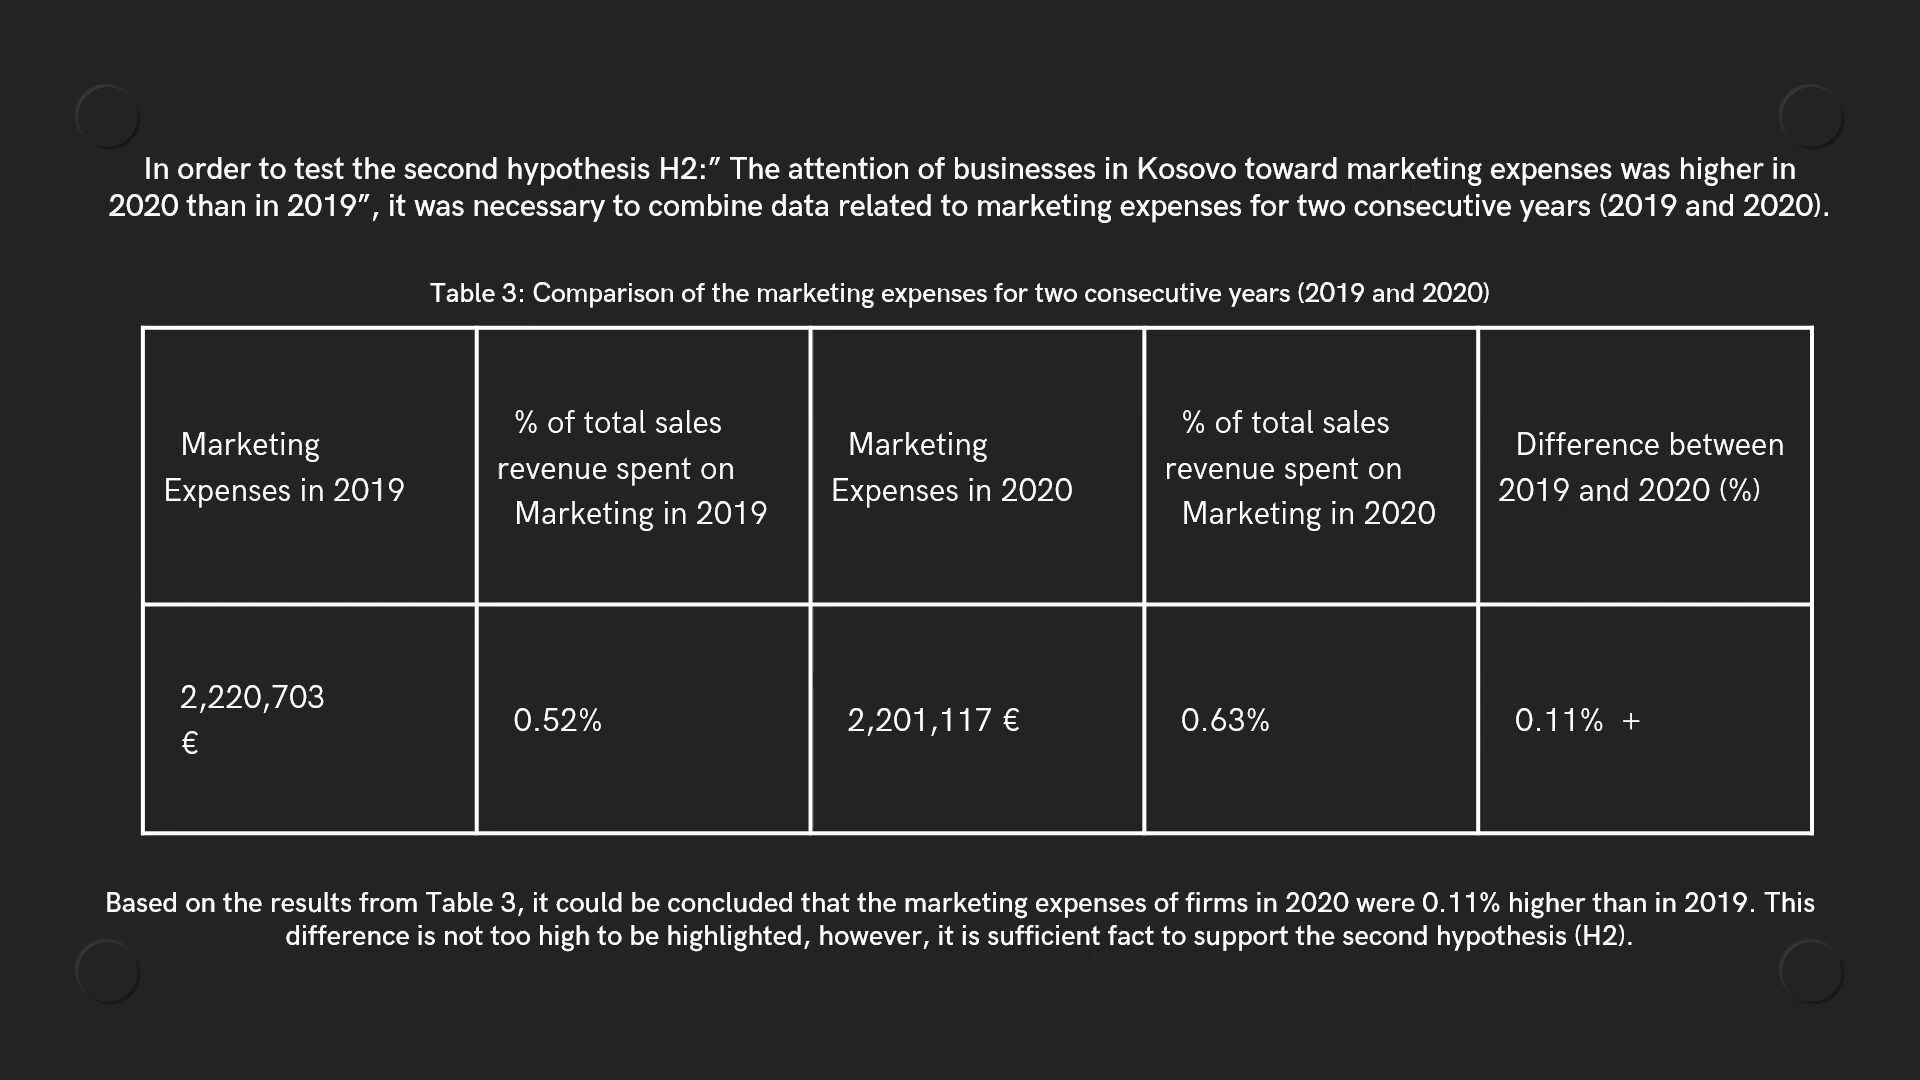 In order to test the second hypothesis H2:” The attention of businesses in Kosovo toward marketing expenses was higher in
2020 than in 2019”, it was necessary to combine data related to marketing expenses for two consecutive years (2019 and 2020).
Table 3: Comparison of the marketing expenses for two consecutive years (2019 and 2020)
Marketing
Expenses in 2019
% of total sales
revenue spent on
Marketing in 2019
Marketing
Expenses in 2020
% of total sales
revenue spent on
Marketing in 2020
Difference between
2019 and 2020 (%)
2,220,703
€
0.52%
2,201,117 €
0.63%
0.11% +
Based on the results from Table 3, it could be concluded that the marketing expenses of firms in 2020 were 0.11% higher than in 2019. This
difference is not too high to be highlighted, however, it is sufficient fact to support the second hypothesis (H2).